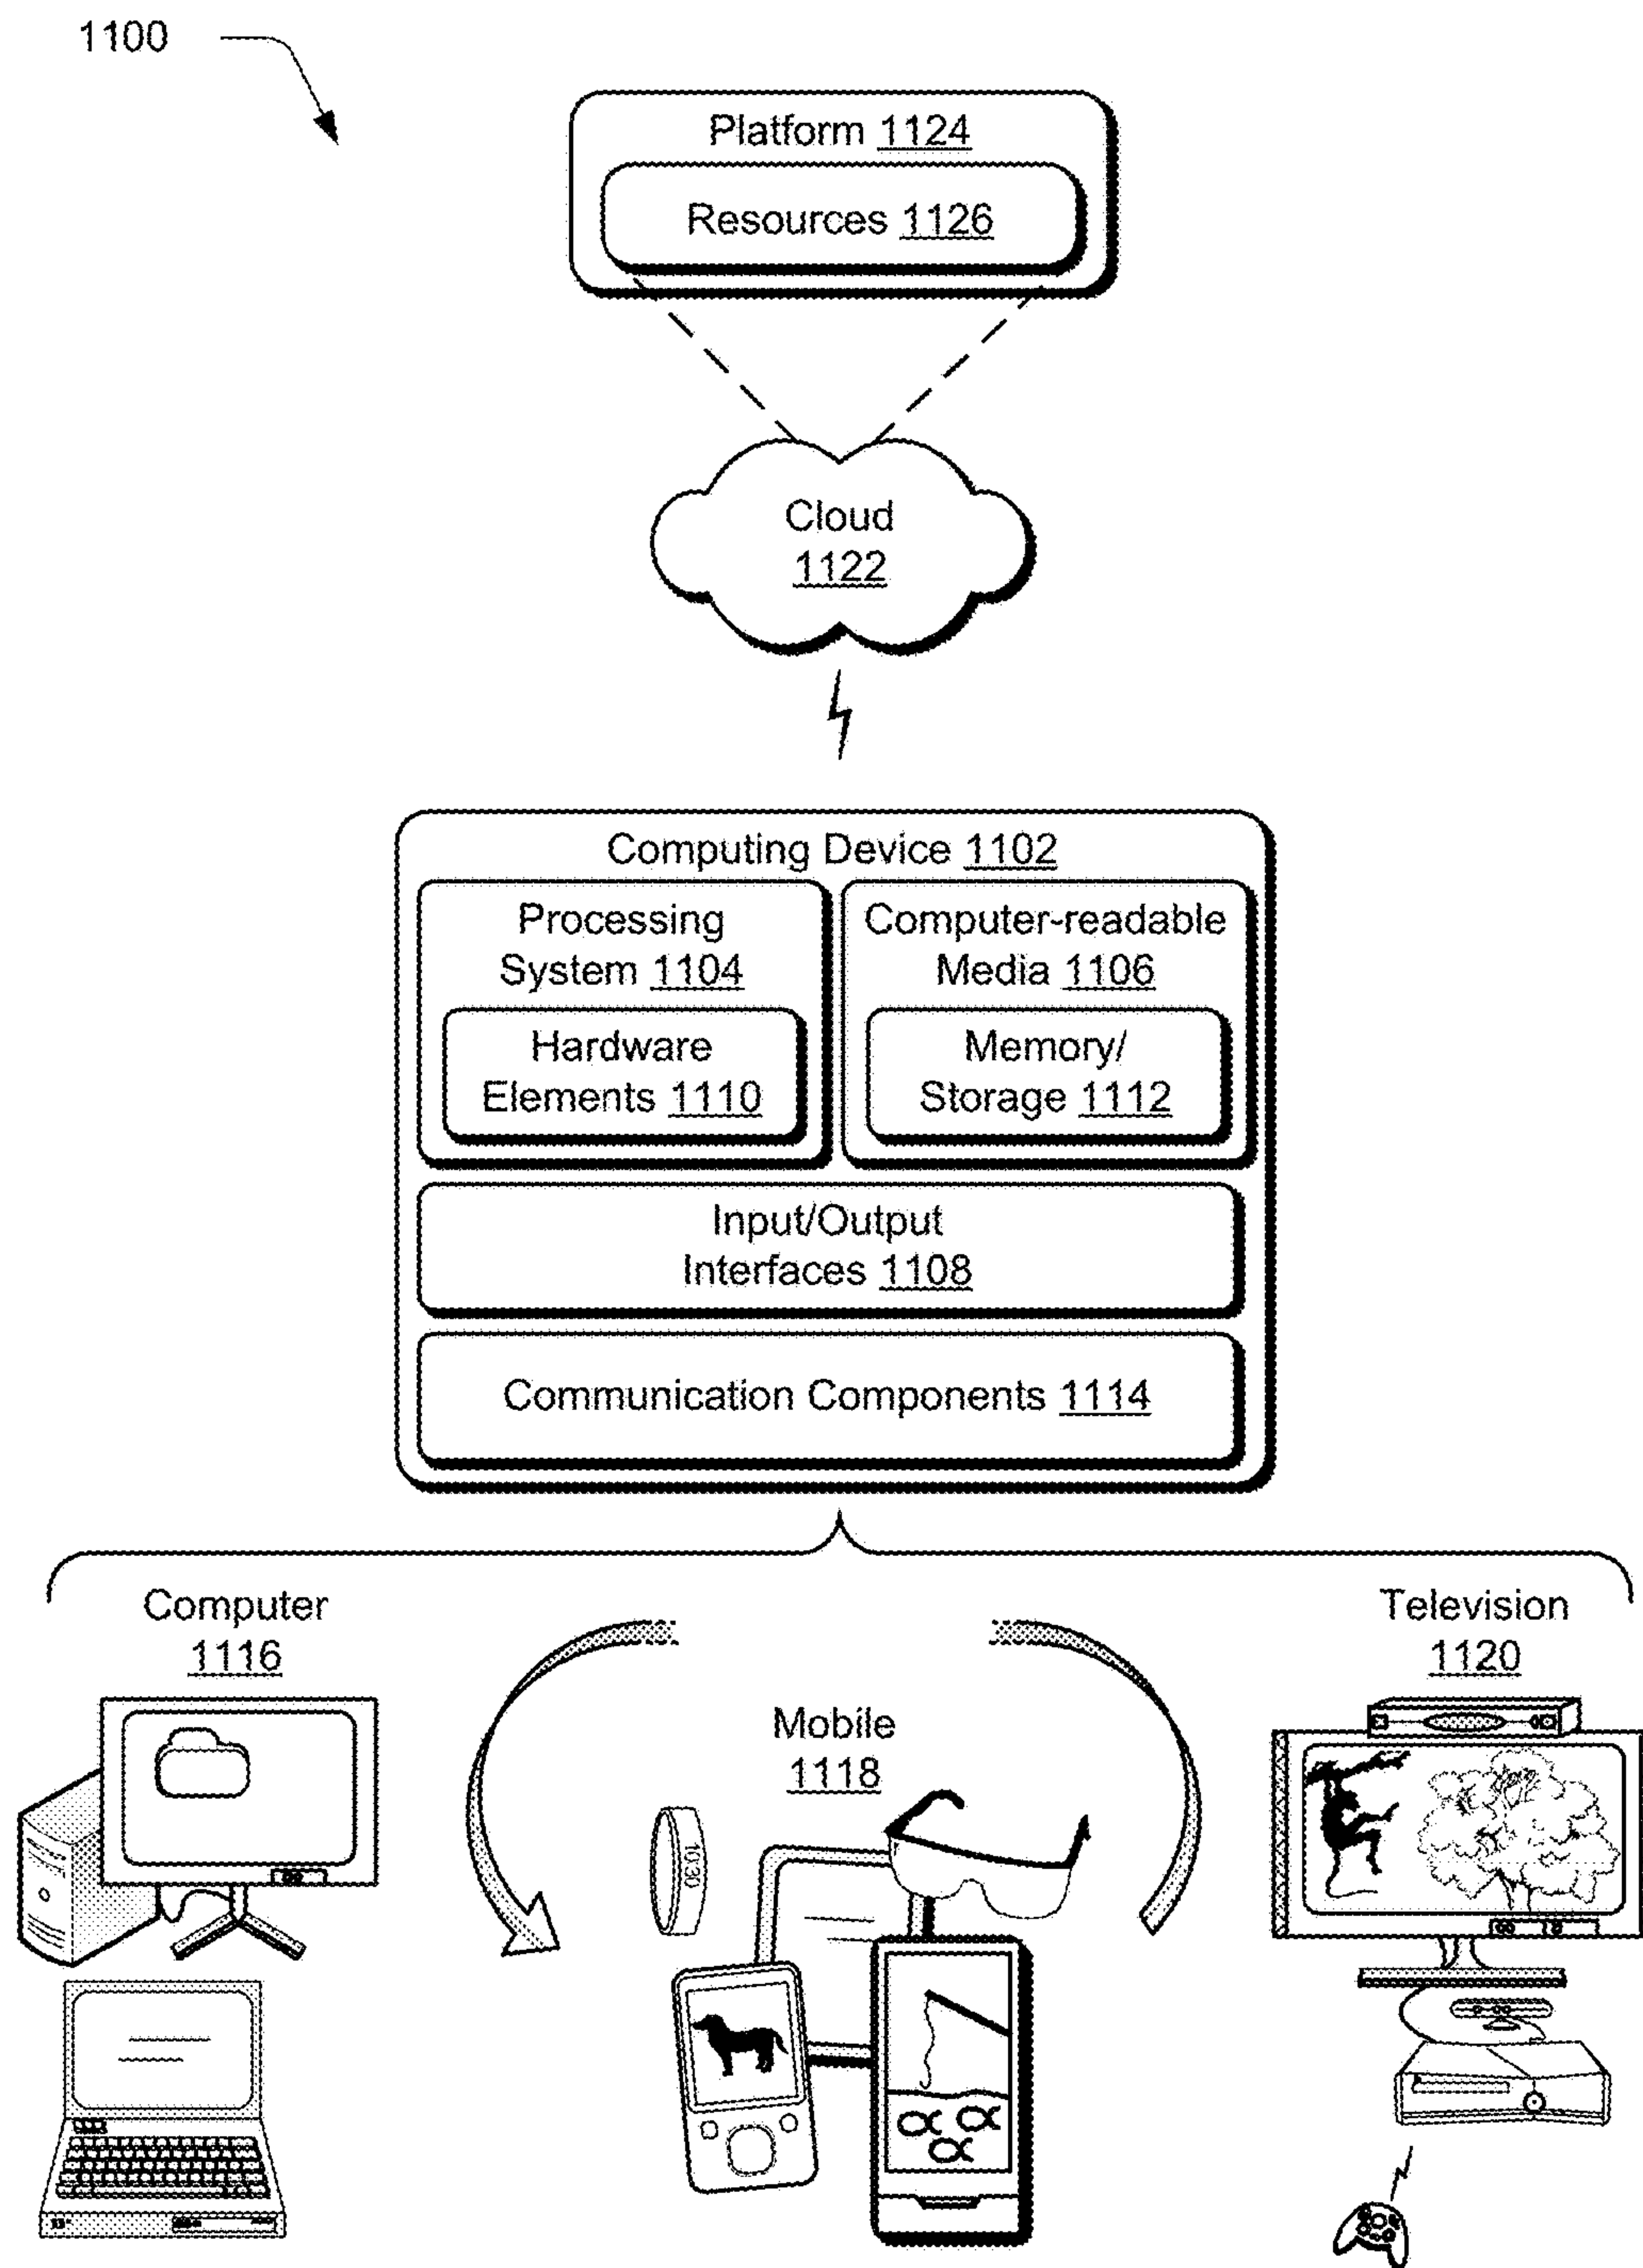 1100
Platform 1124
Resources 1126
Cloud
1122
Computing Device 1102
Processing
System 1104
Hardware
Elements 1110
Computer-readable
Media 1106
Memory/
Storage 1112
Input/Output
Interfaces 1108
Communication Components 1114
Computer
1116
Mobile
1118
Television
1120
10:30